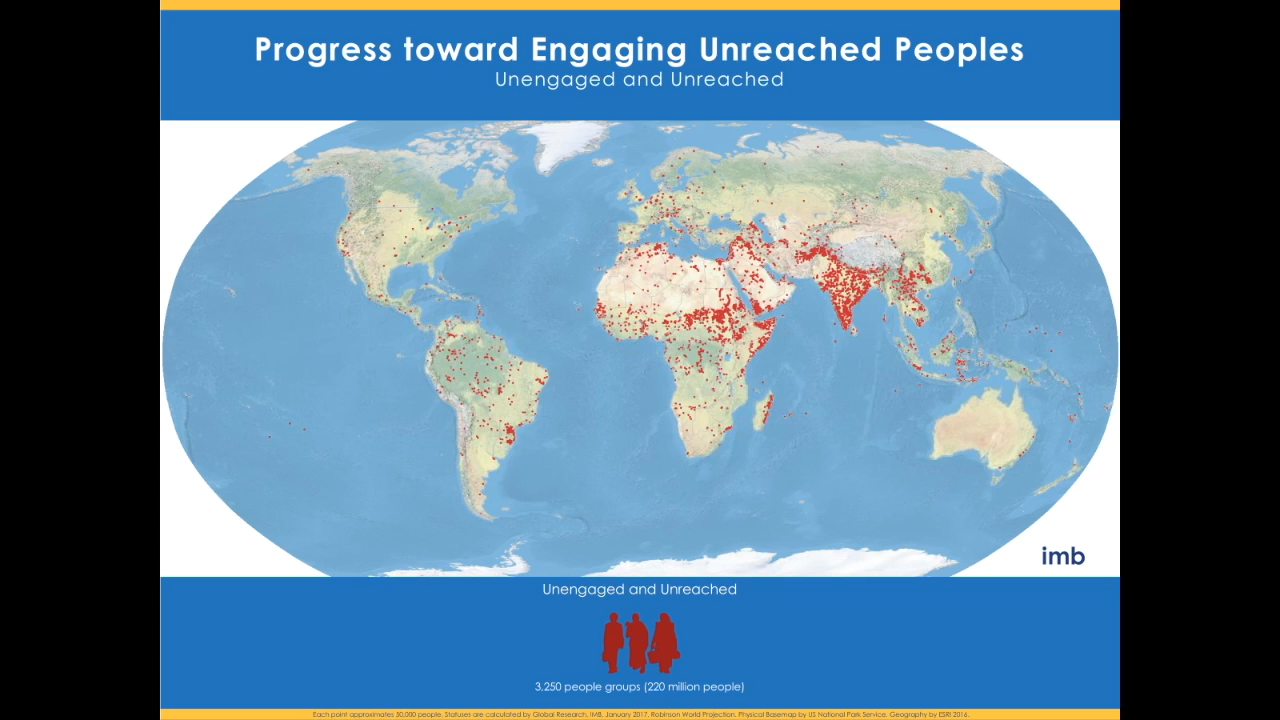 Progress toward Engaging Unreached Peoples
Unengaged and Unreached
imb
Unengaged and Unreached
3,250 people groups (220 million people)
Each point approximates 50,000 people. Statuses are calculated by Global Research, IMB, January 2017. Robinson World Projection. Physical Basemap by US National Park Service. Geography by ESRI 2016.